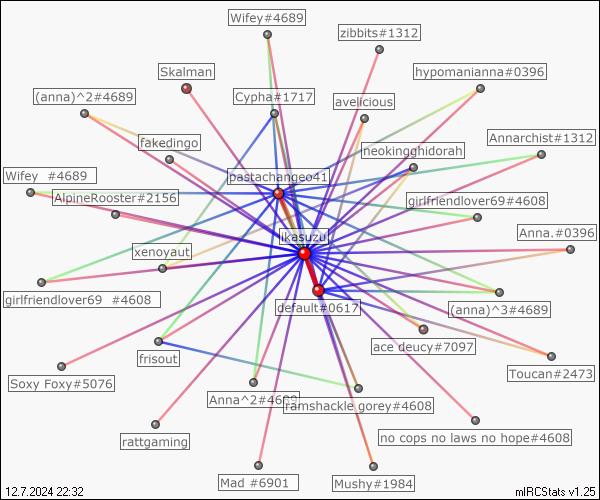 Wifey#4689
zibbits#1312
Skalman
hypomanianna#0396
(anna)^2#4689
Cypha#1717
avelicious
fakedingo
Annarchist#1312
neokinghidorah
Wifey #4689
pastachangeo41
AlpineRooster#2156
girlfriendlover69#4608
ikasuzu
Anna.#0396
xenoyaut
girlfriendlover69 #4608
default#0617
(anna)^3#4689
frisout
ace deucy#7097
Soxy Foxy#5076
Toucan#2473
Anna^2#4689
ramshackle gorey#4608
rattgaming
no cops no laws no hope#4608
Mad #6901
Mushy#1984
12.7.2024 22:32
mIRCStats v1.25